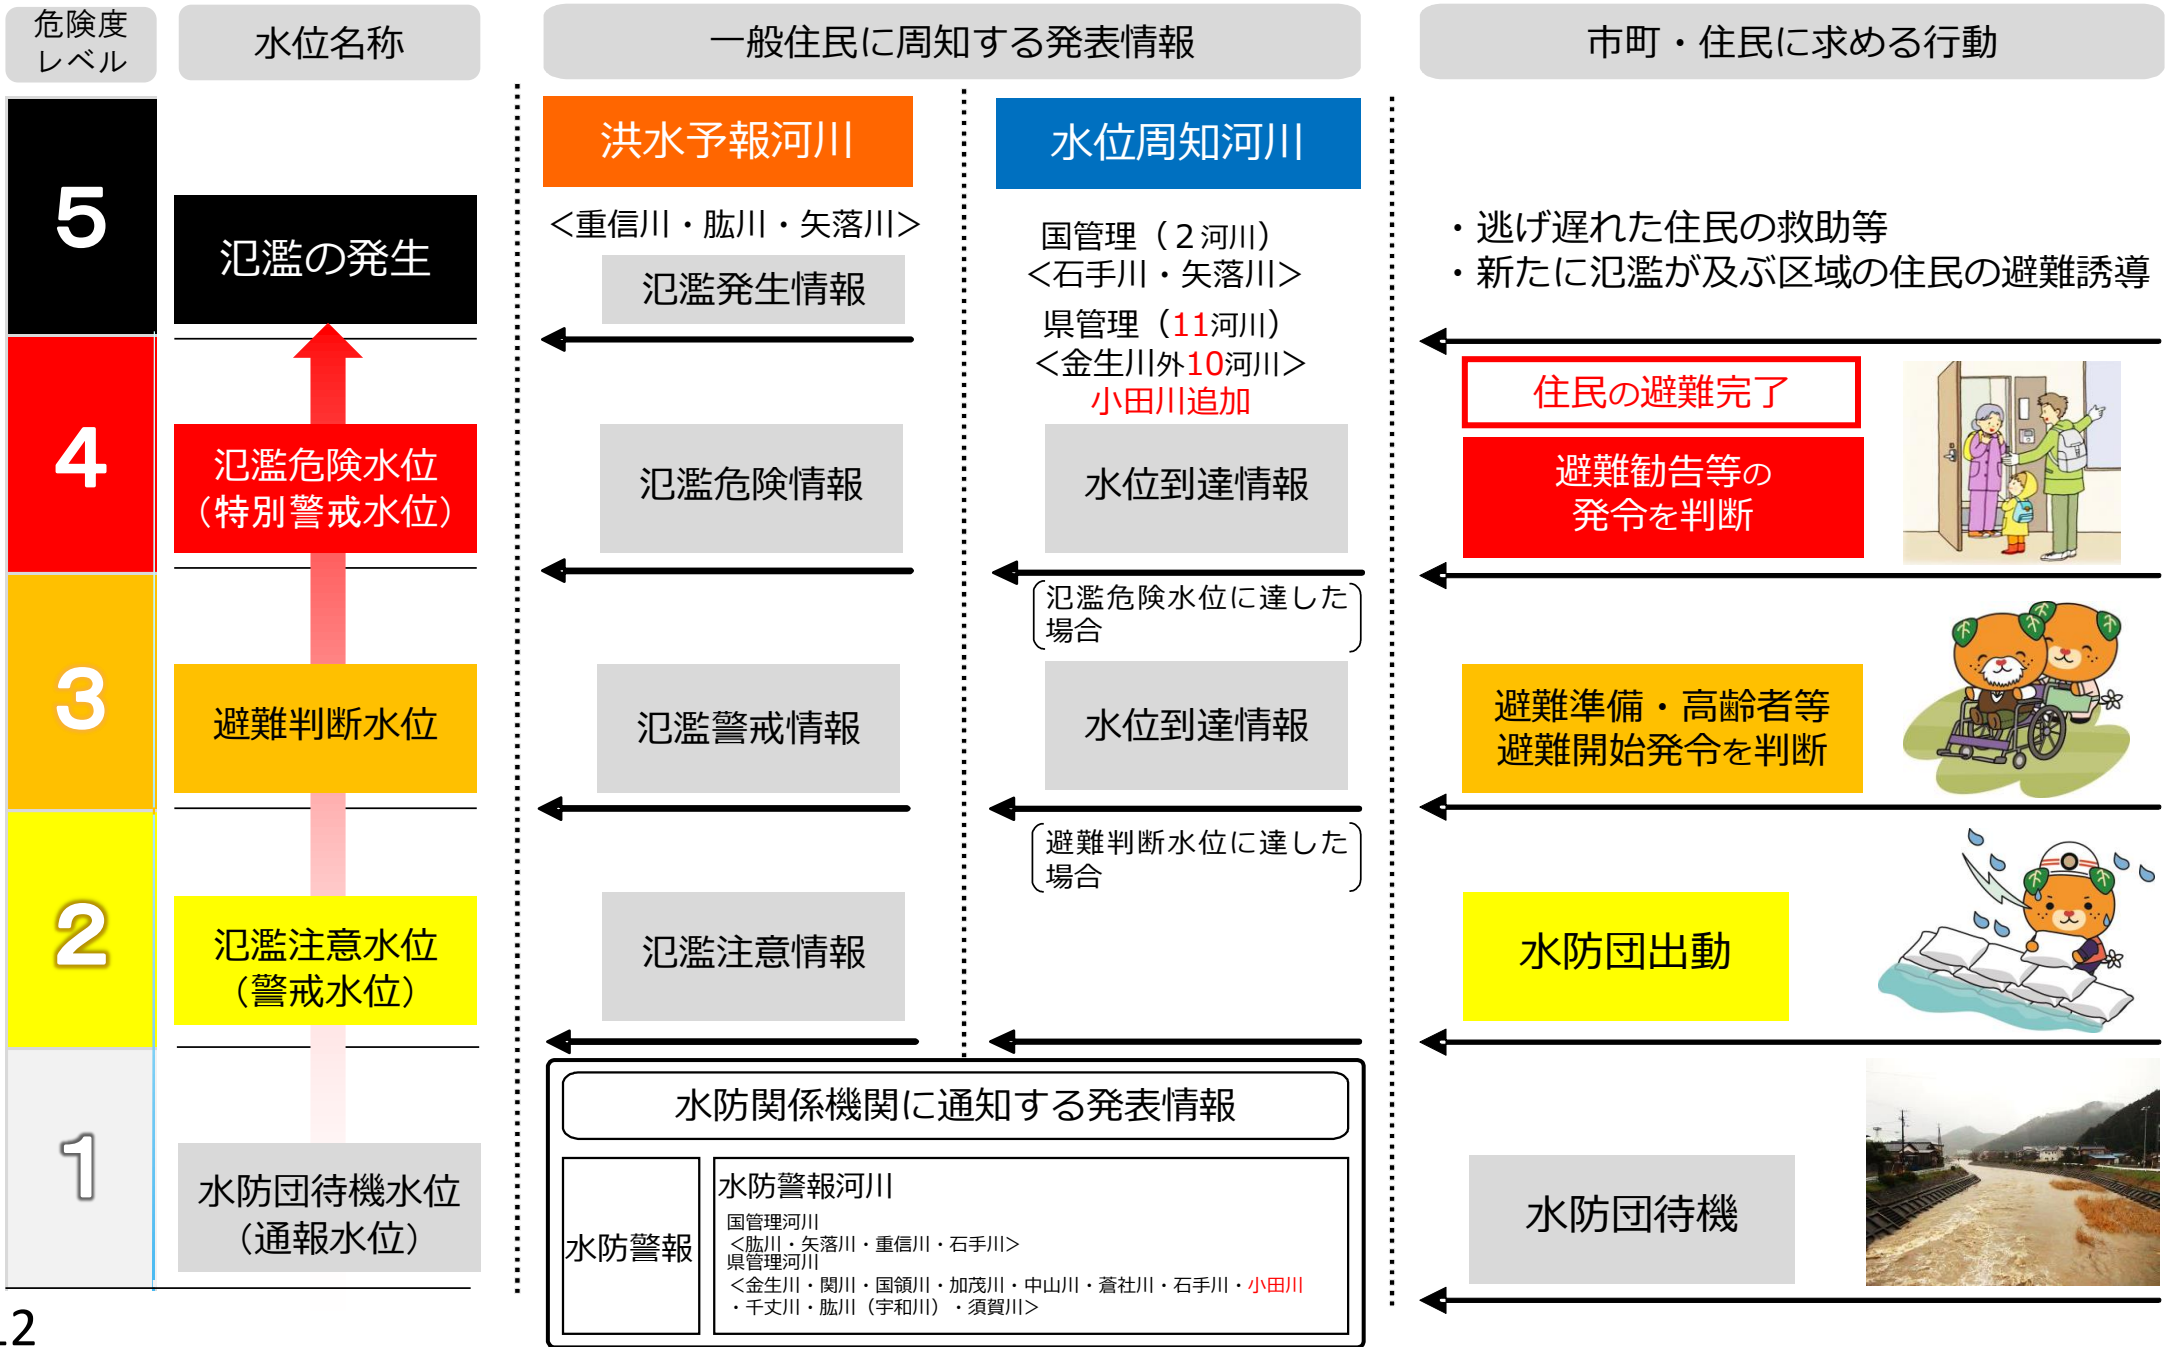 危険度
レベル
水位名称
一般住民に周知する発表情報
市町・住民に求める行動
洪水予報河川
水位周知河川
5
氾濫の発生
<重信川・肱川・矢落川>
氾濫発生情報
国管理（２河川）
<石手川・矢落川>
県管理（11河川）
<金生川外10河川>
小田川追加
・逃げ遅れた住民の救助等
・新たに氾濫が及ぶ区域の住民の避難誘導
4
氾濫危険水位
（特別警戒水位）
氾濫危険情報
水位到達情報
氾濫危険水位に達した
場合
住民の避難完了
避難勧告等の
発令を判断
3
避難判断水位
氾濫警戒情報
水位到達情報
避難判断水位に達した
場合
避難準備・高齢者等
避難開始発令を判断
2
氾濫注意水位
（警戒水位）
氾濫注意情報
水防団出動
1
水防団待機水位
（通報水位）
水防関係機関に通知する発表情報
水防警報
水防警報河川
国管理河川
<肱川・矢落川・重信川・石手川>
県管理河川
<金生川・関川・国領川・加茂川・中山川・蒼社川・石手川・小田川
・千丈川・肱川（宇和川）・須賀川>
水防団待機
12